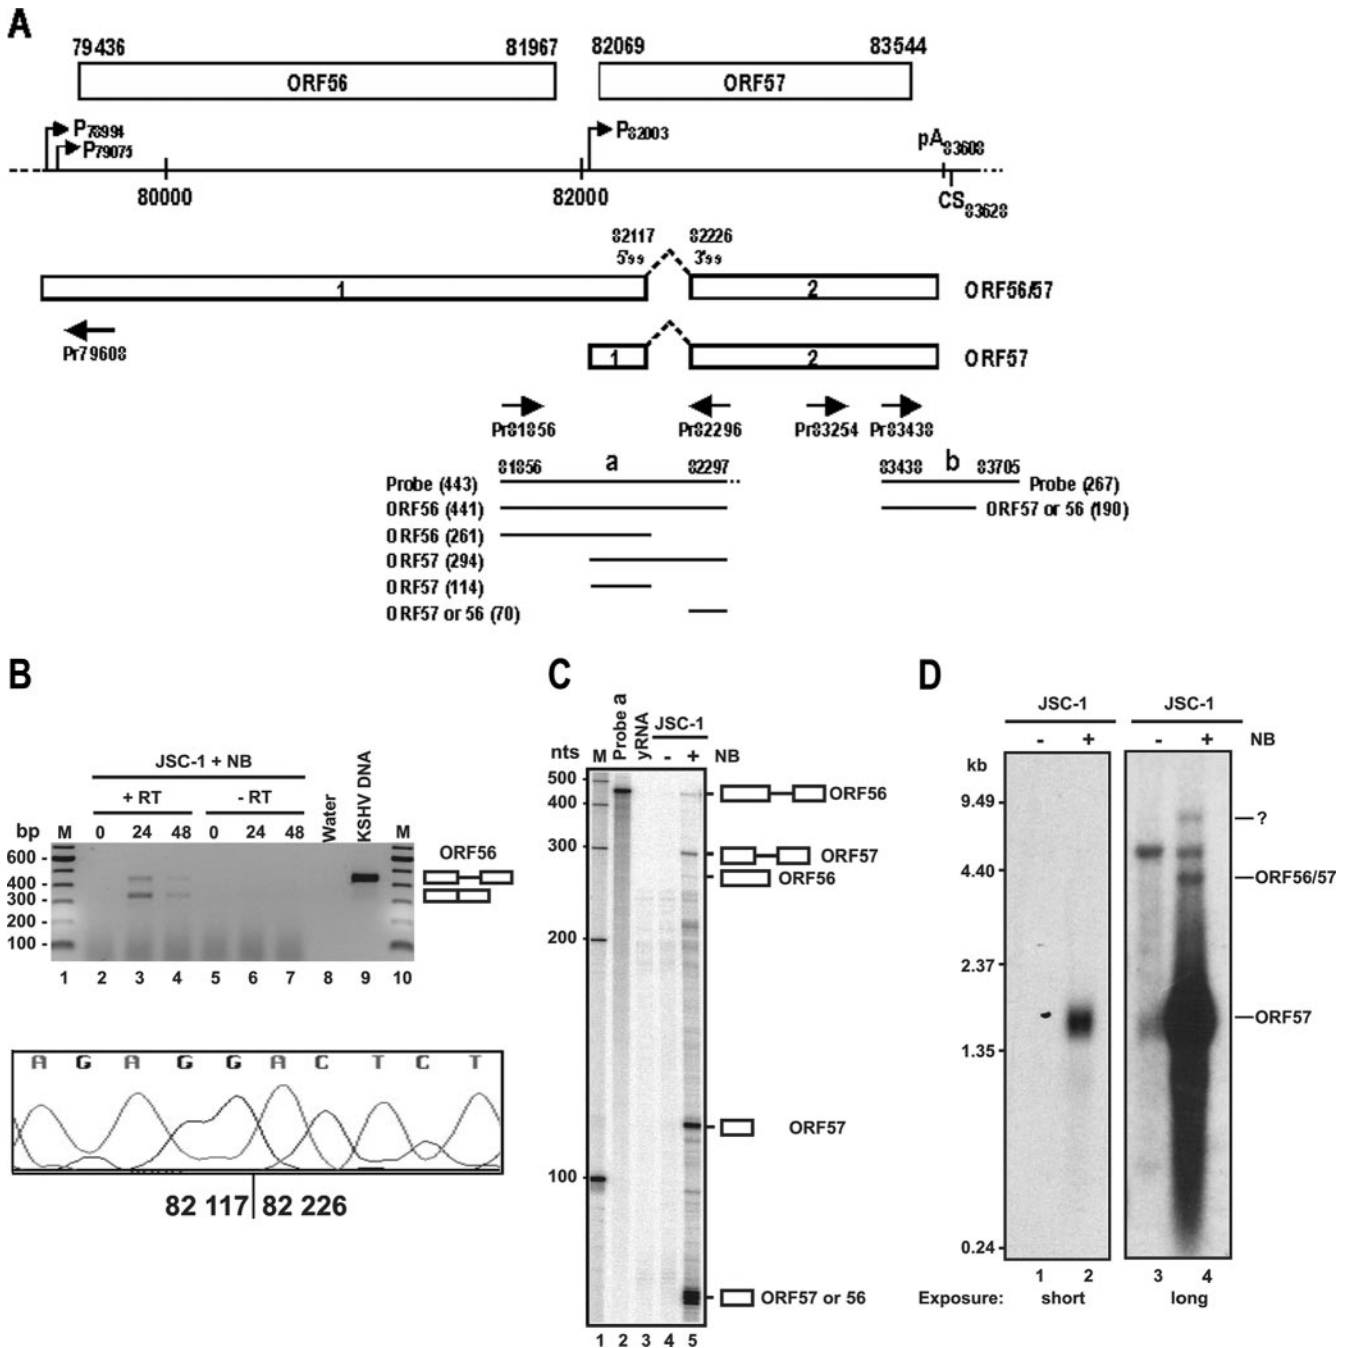 A
79436 81967 82069 83544
ORF56 ORF57
P78994
P79075
P82003
pA83608
80000 82000
CS83628
82117 82226
5'ss 3'ss
1 2 ORF56/57
Pr79608
1 2 ORF57
Pr81856 Pr82296 Pr83254 Pr83438
81856 a 82297 83438 b 83705
Probe (443) Probe (267)
ORF56 (441) ORF57 or 56 (190)
ORF56 (261)
ORF57 (294)
ORF57 (114)
ORF57 or 56 (70)
B
JSC-1 + NB
+ RT - RT
Water
KSHV DNA
bp M 0 24 48 0 24 48 M
ORF56
600 -
400 -
300 -
200 -
100 -
1 2 3 4 5 6 7 8 9 10
A G A G G A C T C T
82 117 82 226
C
Probe a
yRNA
JSC-1
nts M - + NB
500
400
300
200
100
ORF56
ORF57
ORF56
ORF57
ORF57 or 56
1 2 3 4 5
D
JSC-1 JSC-1
- + - + NB
kb
9.49
4.40
2.37
1.35
0.24
?
ORF56/57
ORF57
1 2 3 4
Exposure: short long